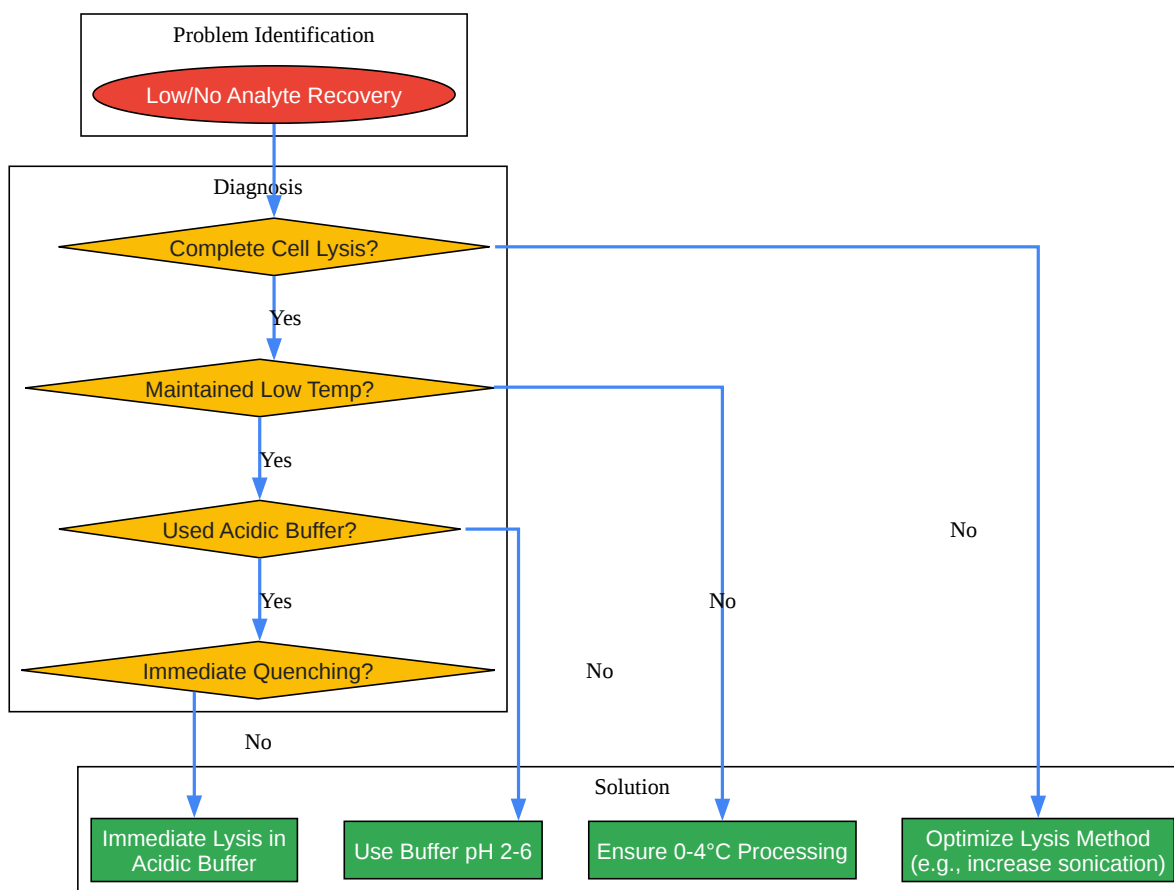 Problem Identification
Low/No Analyte Recovery
Diagnosis
Complete Cell Lysis?
Yes
Maintained Low Temp?
Yes
Used Acidic Buffer?
No
Yes
No
Immediate Quenching?
No
No
Solution
Immediate Lysis in
Acidic Buffer
Use Buffer pH 2-6
Ensure 0-4°C Processing
Optimize Lysis Method
(e.g., increase sonication)